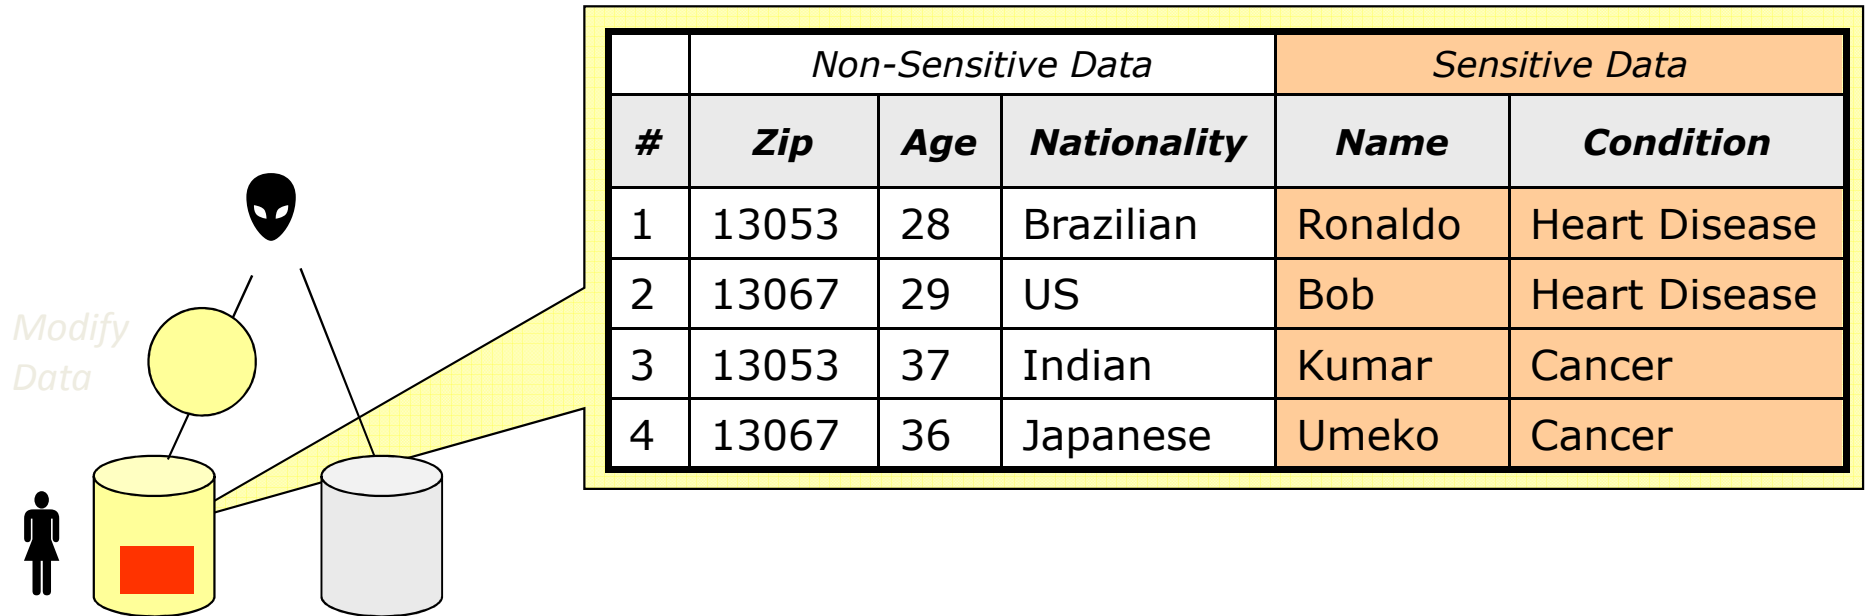 Non-Sensitive Data Sensitive Data
# Zip Age Nationality Name Condition
1 13053 28 Brazilian Ronaldo Heart Disease
2 13067 29 US Bob Heart Disease
3 13053 37 Indian Kumar Cancer
4 13067 36 Japanese Umeko Cancer
Modify
Data